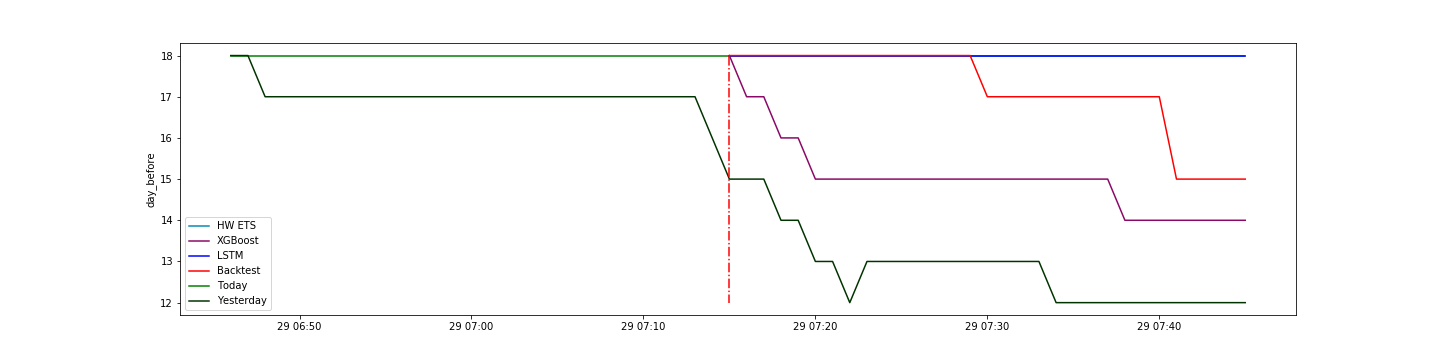 18
17
16
15
14
13
12
day_before
HW ETS
XGBoost
LSTM
Backtest
Today
Yesterday
29 06:50
29 07:00
29 07:10
29 07:20
29 07:30
29 07:40